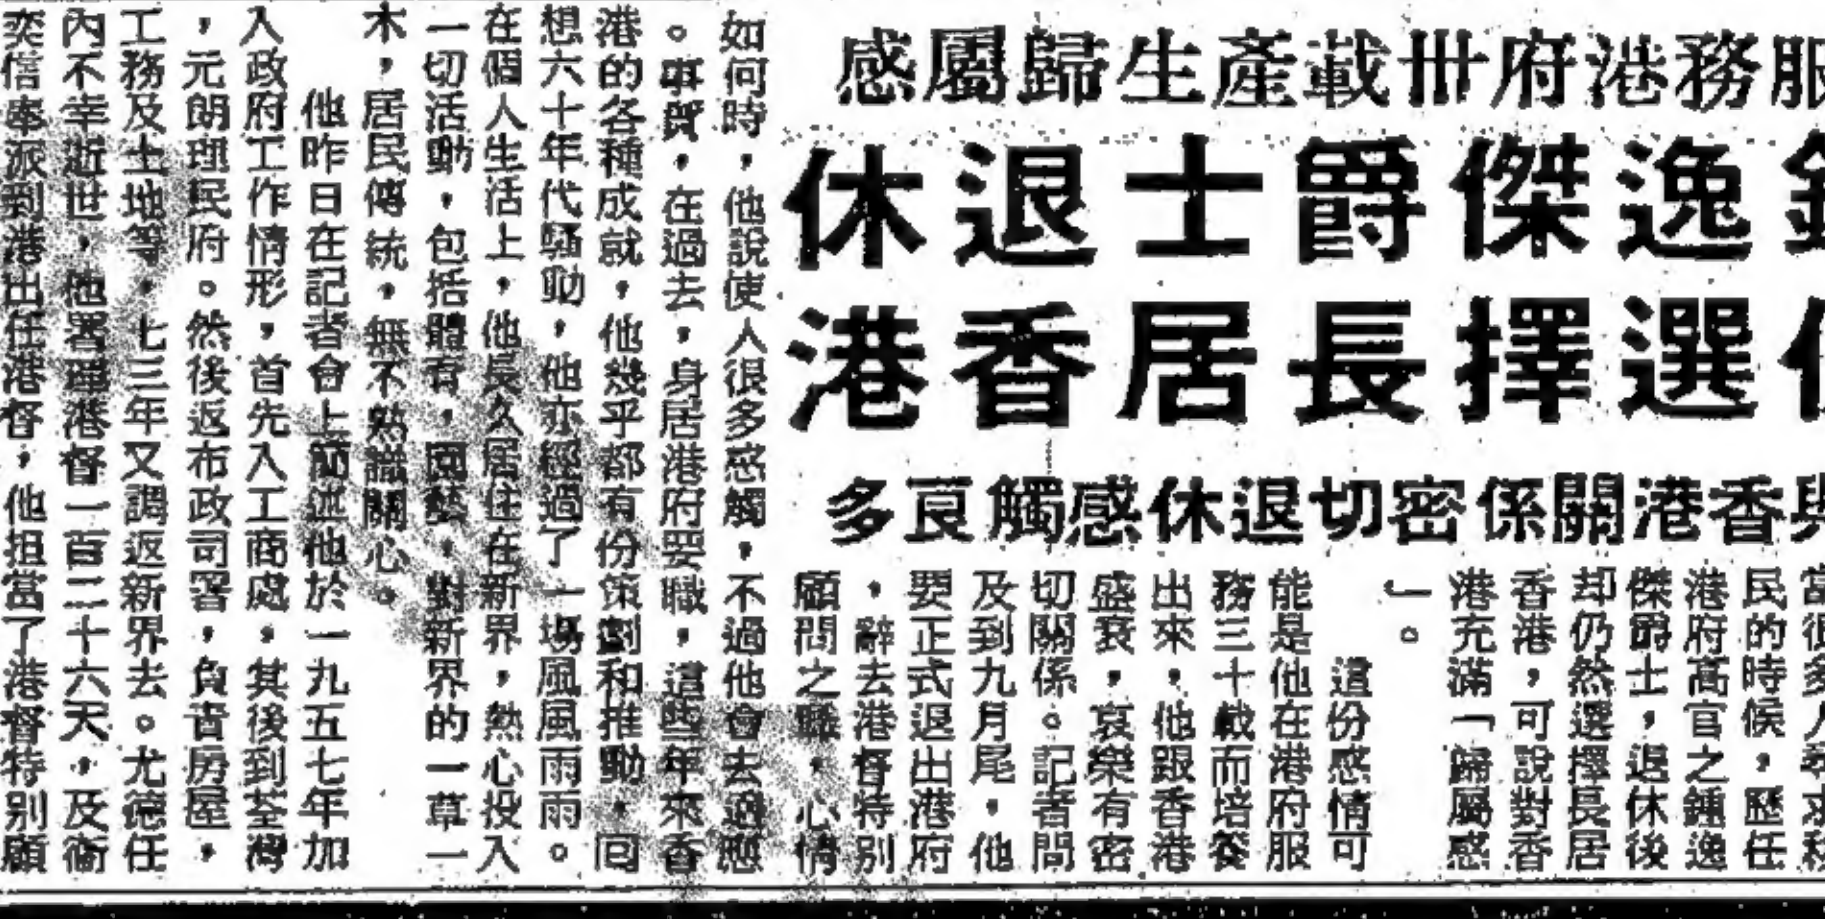 服務港府卅載產生歸屬感
逸傑爵士退休
選擇長居香港
與香港關係密切退休感觸良多
當很多人尋求移
民的時候，歷任
港府高官之鍾逸
傑爵士，退休後
却仍然選擇長居
香港，可說對香
港充滿「歸屬感
」。
這份感情可
能是他在港府服
務三十載而培養
出來，他跟香港
盛衰，哀樂有密
切關係。記者問
及到九月尾，他
要正式退出港府
，辭去港督特別
顧問之職，心情
如何時，他說使人很多感觸，不過他會去適應
。事實，在過去，身居港府要職，這些年來香
港的各種成就，他幾乎都有份策劃和推動，回
想六十年代騷動，他亦經過了一場風風雨雨。
在個人生活上，他長久居住在新界，熱心投入
一切活動，包括體育，園藝，對新界的一草一
木，居民傳統，無不熟識關心。
他昨日在記者會上簡述他於一九五七年加
入政府工作情形，首先入工商處，其後到荃灣
，元朗理民府。然後返布政司署，負責房屋，
工務及土地等，七三年又調返新界去。尤德任
內不幸逝世，他署理港督一百二十六天，及衞
奕信奉派到港出任港督，他担當了港督特別顧